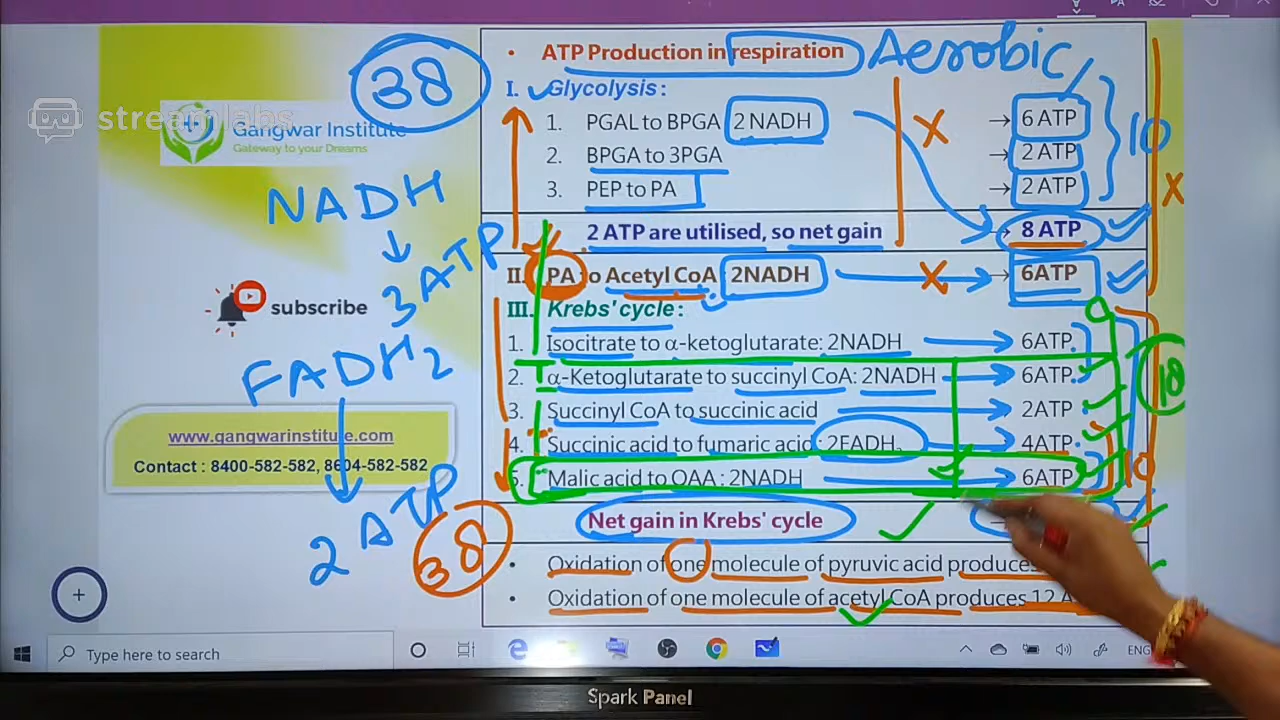 • ATP Production in respiration Aerobic
38
streamlabs
Gangwar Institute
Gateway to your Dreams
I. Glycolysis :
1. PGAL to BPGA 2 NADH → 6 ATP
2. BPGA to 3PGA → 2 ATP
3. PEP to PA → 2 ATP
10
X
X
2 ATP are utilised, so net gain → 8 ATP
II. PA to Acetyl CoA 2NADH X → 6ATP
III. Krebs' cycle :
1. Isocitrate to α-ketoglutarate: 2NADH → 6ATP
2. α-Ketoglutarate to succinyl CoA: 2NADH → 6ATP
3. Succinyl CoA to succinic acid → 2ATP
4. Succinic acid to fumaric acid: 2FADH₂ → 4ATP
5. Malic acid to OAA : 2NADH → 6ATP
18
10
Net gain in Krebs' cycle
• Oxidation of one molecule of pyruvic acid produces
• Oxidation of one molecule of acetyl CoA produces 12 A
NADH
↓
3 ATP
subscribe
FADH2
↓
2 ATP
38
www.gangwarinstitute.com
Contact : 8400-582-582, 8604-582-582
Type here to search
ENG
Spark Panel